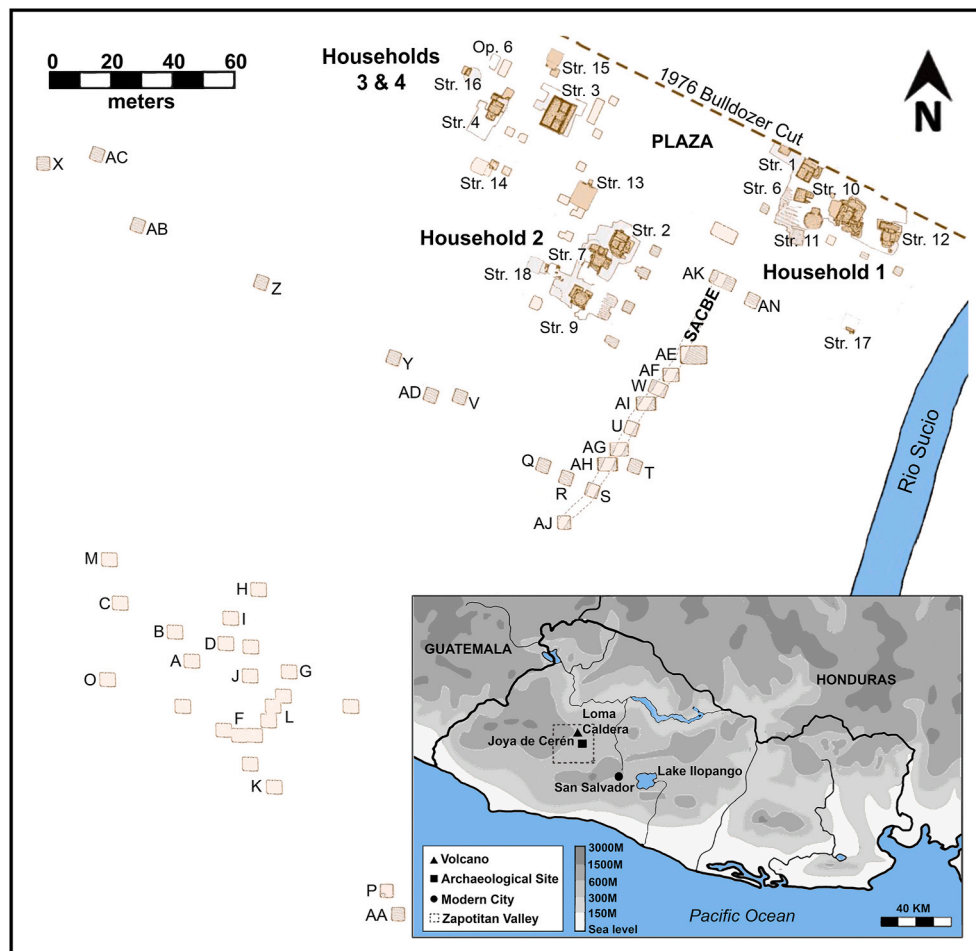 0 20 40 60
meters
Households
3 & 4
Op. 6
Str. 16
Str. 4
Str. 15
Str. 3
1976 Bulldozer Cut
N
PLAZA
Str. 14
Str. 13
Str. 1
Str. 6
Str. 10
Str. 11
Str. 12
X
AC
AB
Z
Household 2
Str. 2
Str. 7
Str. 18
Str. 9
Household 1
AK
AN
SACBE
Str. 17
Rio Sucio
Y
AD
V
AE
AF
W
AI
U
AG
AH
T
Q
R
S
AJ
M
H
C
I
B
D
A
J
G
O
F
L
K
P
AA
GUATEMALA
HONDURAS
Loma
Caldera
Joya de Cerén
Lake Ilopango
San Salvador
Pacific Ocean
Volcano
Archaeological Site
Modern City
Zapotitan Valley
3000M
1500M
600M
300M
150M
Sea level
40 KM